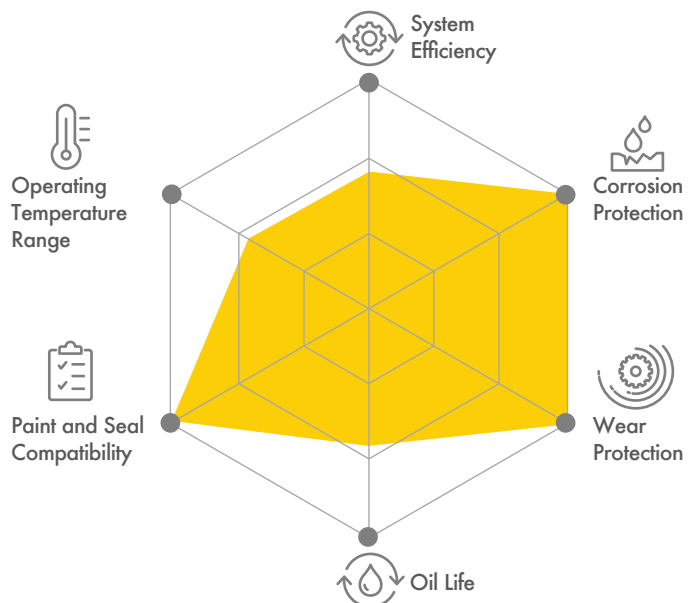 System
Efficiency
Operating
Temperature
Range
Corrosion
Protection
Paint and Seal
Compatibility
Wear
Protection
Oil Life